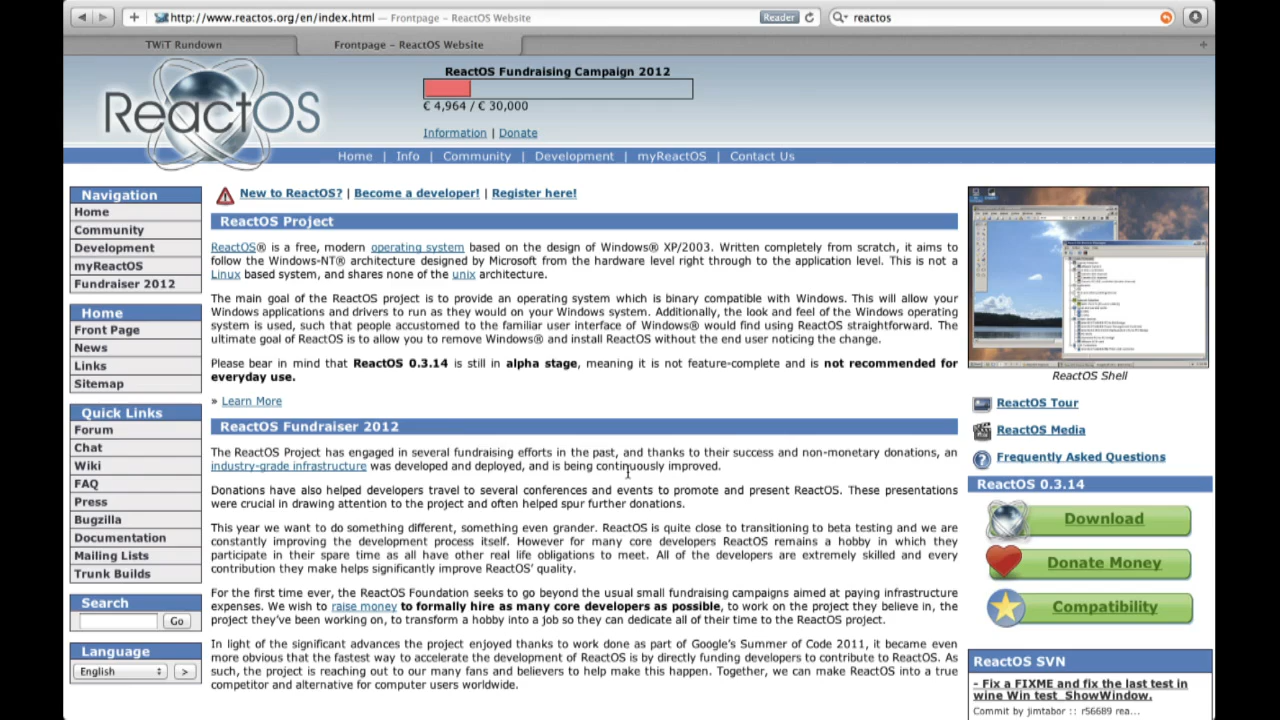 http://www.reactos.org/en/index.html — Frontpage – ReactOS Website
Reader
reactos
TWiT Rundown
Frontpage – ReactOS Website
ReactOS
ReactOS Fundraising Campaign 2012
€ 4,964 / € 30,000
Information | Donate
Home | Info | Community | Development | myReactOS | Contact Us
Navigation
Home
Community
Development
myReactOS
Fundraiser 2012
Home
Front Page
News
Links
Sitemap
Quick Links
Forum
Chat
Wiki
FAQ
Press
Bugzilla
Documentation
Mailing Lists
Trunk Builds
Search
Go
Language
English
>
New to ReactOS? | Become a developer! | Register here!
ReactOS Project
ReactOS® is a free, modern operating system based on the design of Windows® XP/2003. Written completely from scratch, it aims to
follow the Windows-NT® architecture designed by Microsoft from the hardware level right through to the application level. This is not a
Linux based system, and shares none of the unix architecture.
The main goal of the ReactOS project is to provide an operating system which is binary compatible with Windows. This will allow your
Windows applications and drivers to run as they would on your Windows system. Additionally, the look and feel of the Windows operating
system is used, such that people accustomed to the familiar user interface of Windows® would find using ReactOS straightforward. The
ultimate goal of ReactOS is to allow you to remove Windows® and install ReactOS without the end user noticing the change.
Please bear in mind that ReactOS 0.3.14 is still in alpha stage, meaning it is not feature-complete and is not recommended for
everyday use.
» Learn More
ReactOS Fundraiser 2012
The ReactOS Project has engaged in several fundraising efforts in the past, and thanks to their success and non-monetary donations, an
industry-grade infrastructure was developed and deployed, and is being continuously improved.
Donations have also helped developers travel to several conferences and events to promote and present ReactOS. These presentations
were crucial in drawing attention to the project and often helped spur further donations.
This year we want to do something different, something even grander. ReactOS is quite close to transitioning to beta testing and we are
constantly improving the development process itself. However for many core developers ReactOS remains a hobby in which they
participate in their spare time as all have other real life obligations to meet. All of the developers are extremely skilled and every
contribution they make helps significantly improve ReactOS' quality.
For the first time ever, the ReactOS Foundation seeks to go beyond the usual small fundraising campaigns aimed at paying infrastructure
expenses. We wish to raise money to formally hire as many core developers as possible, to work on the project they believe in, the
project they've been working on, to transform a hobby into a job so they can dedicate all of their time to the ReactOS project.
In light of the significant advances the project enjoyed thanks to work done as part of Google's Summer of Code 2011, it became even
more obvious that the fastest way to accelerate the development of ReactOS is by directly funding developers to contribute to ReactOS. As
such, the project is reaching out to our many fans and believers to help make this happen. Together, we can make ReactOS into a true
competitor and alternative for computer users worldwide.
ReactOS Shell
ReactOS Tour
ReactOS Media
Frequently Asked Questions
ReactOS 0.3.14
Download
Donate Money
Compatibility
ReactOS SVN
- Fix a FIXME and fix the last test in
wine Win test_ShowWindow.
Commit by jimtabor :: r56689 rea...